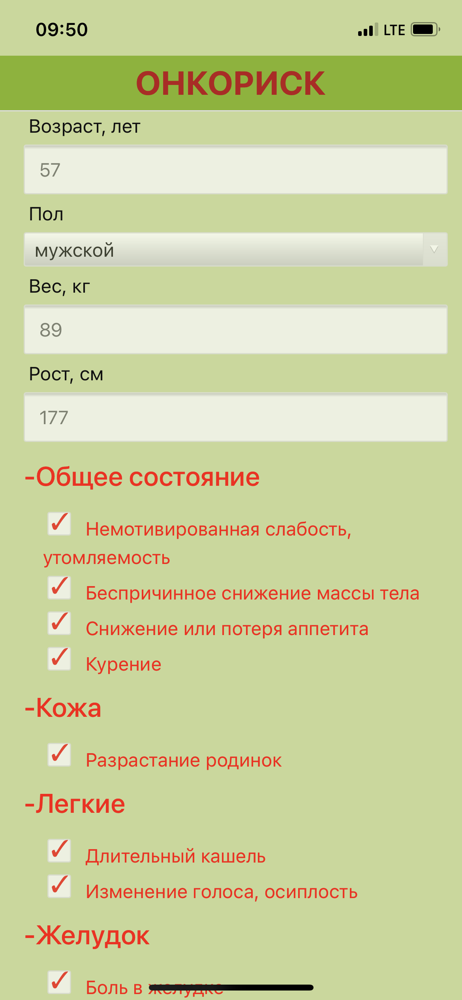 09:50
LTE
ОНКОРИСК
Возраст, лет
57
Пол
мужской
Вес, кг
89
Рост, см
177
-Общее состояние
Немотивированная слабость,
утомляемость
Беспричинное снижение массы тела
Снижение или потеря аппетита
Курение
-Кожа
Разрастание родинок
-Легкие
Длительный кашель
Изменение голоса, осиплость
-Желудок
Боль в желудке